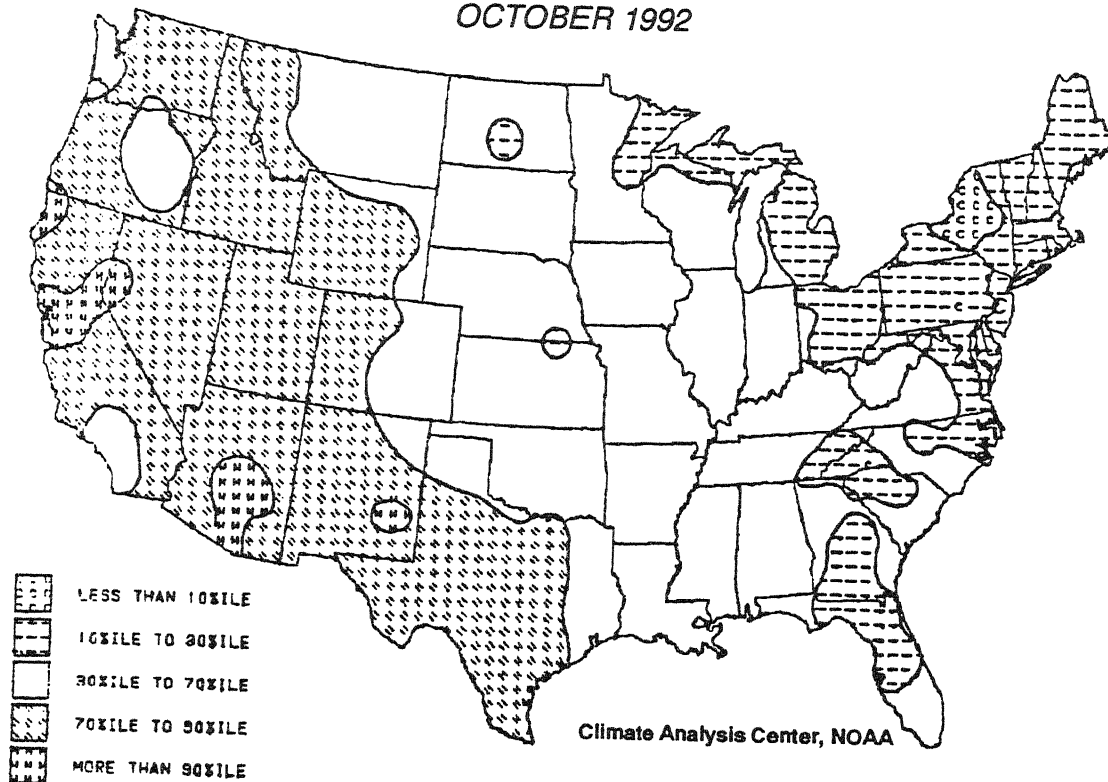 OCTOBER 1992
LESS THAN 10%ILE
10%ILE TO 30%ILE
30%ILE TO 70%ILE
70%ILE TO 90%ILE
MORE THAN 90%ILE
Climate Analysis Center, NOAA